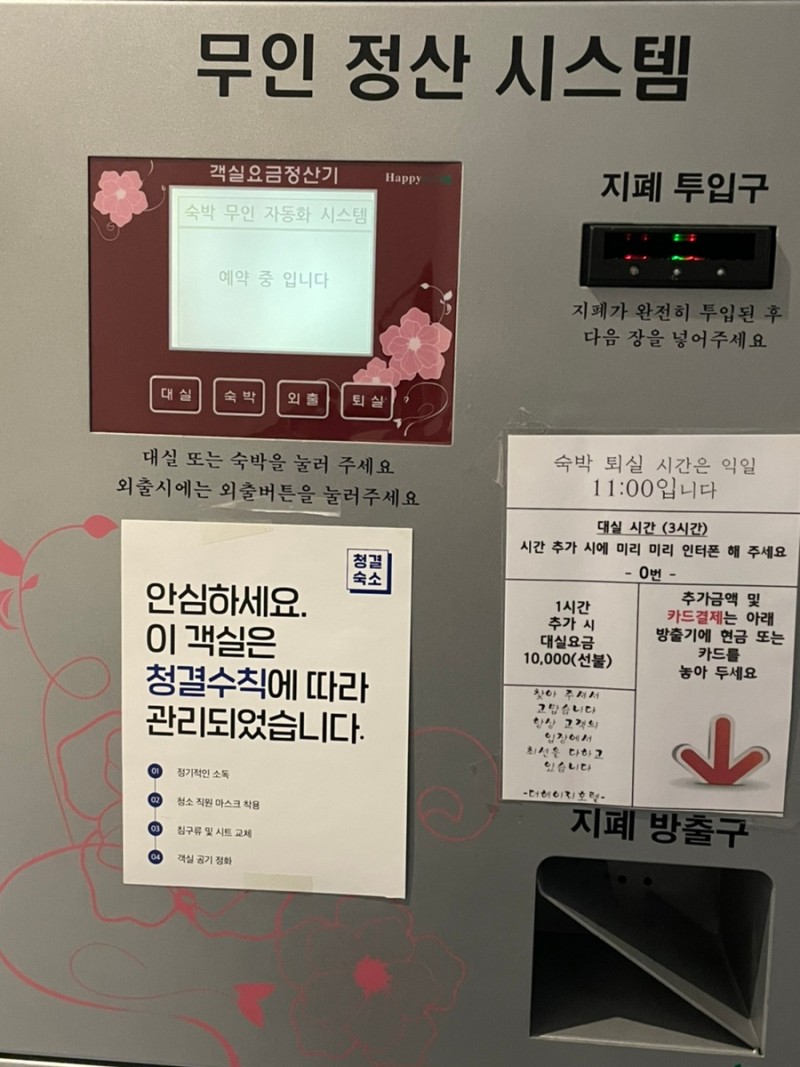 무인 정산 시스템
객실요금정산기
Happy
숙박 무인 자동화 시스템
예약 중 입니다
대실
숙박
외출
퇴실
?
대실 또는 숙박을 눌러 주세요
외출시에는 외출버튼을 눌러주세요
지폐 투입구
지폐가 완전히 투입된 후
다음 장을 넣어주세요
숙박 퇴실 시간은 익일
11:00입니다
대실 시간 (3시간)
시간 추가 시에 미리 미리 인터폰 해 주세요
- 0번 -
1시간
추가 시
대실요금
10,000(선불)
추가금액 및
카드결제는 아래
방출기에 현금 또는
카드를
놓아 두세요
찾아 주셔서
고맙습니다
항상 고객의
입장에서
최선을 다하고
있습니다
-더에이치호텔-
지폐 방출구
청결
숙소
안심하세요.
이 객실은
청결수칙에 따라
관리되었습니다.
01 정기적인 소독
02 청소 직원 마스크 착용
03 침구류 및 시트 교체
04 객실 공기 정화